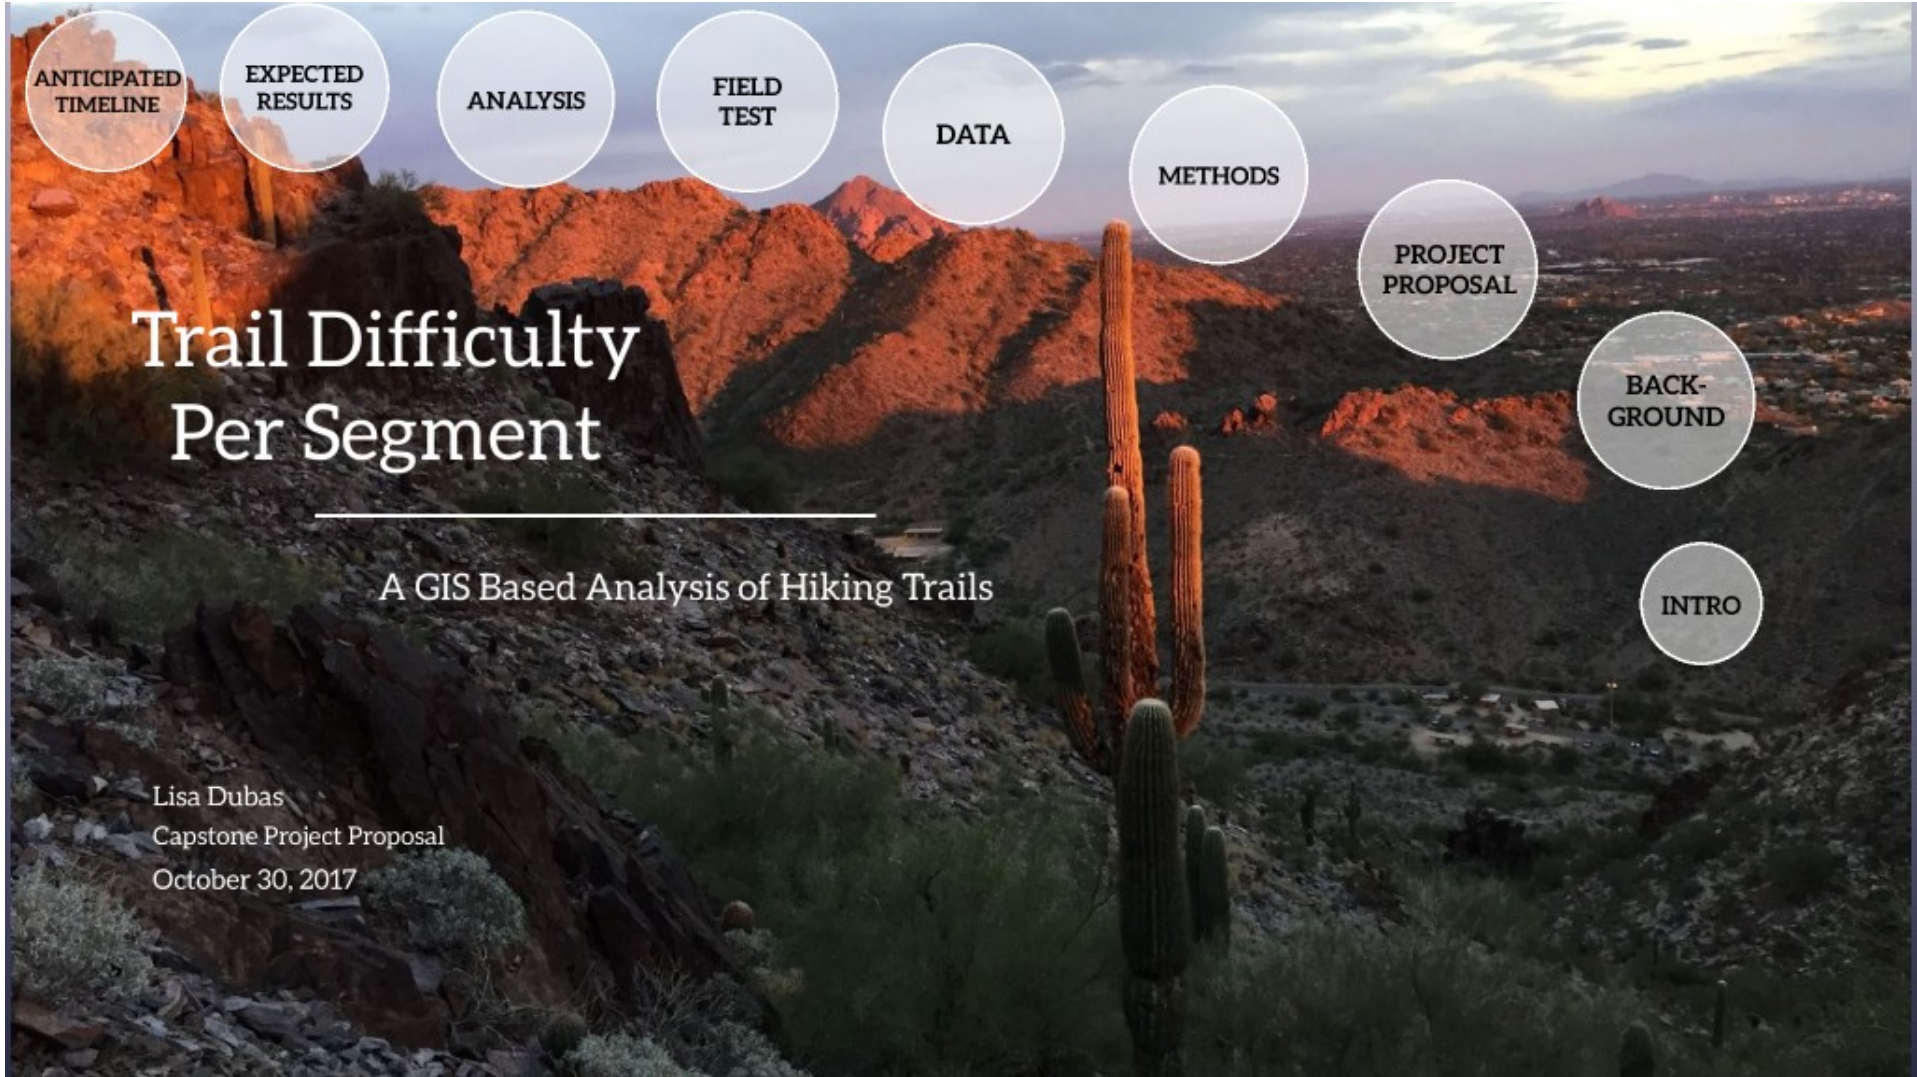 ANTICIPATED
TIMELINE
EXPECTED
RESULTS
ANALYSIS
FIELD
TEST
DATA
METHODS
PROJECT
PROPOSAL
BACK-
GROUND
INTRO
Trail Difficulty
Per Segment
A GIS Based Analysis of Hiking Trails
Lisa Dubas
Capstone Project Proposal
October 30, 2017